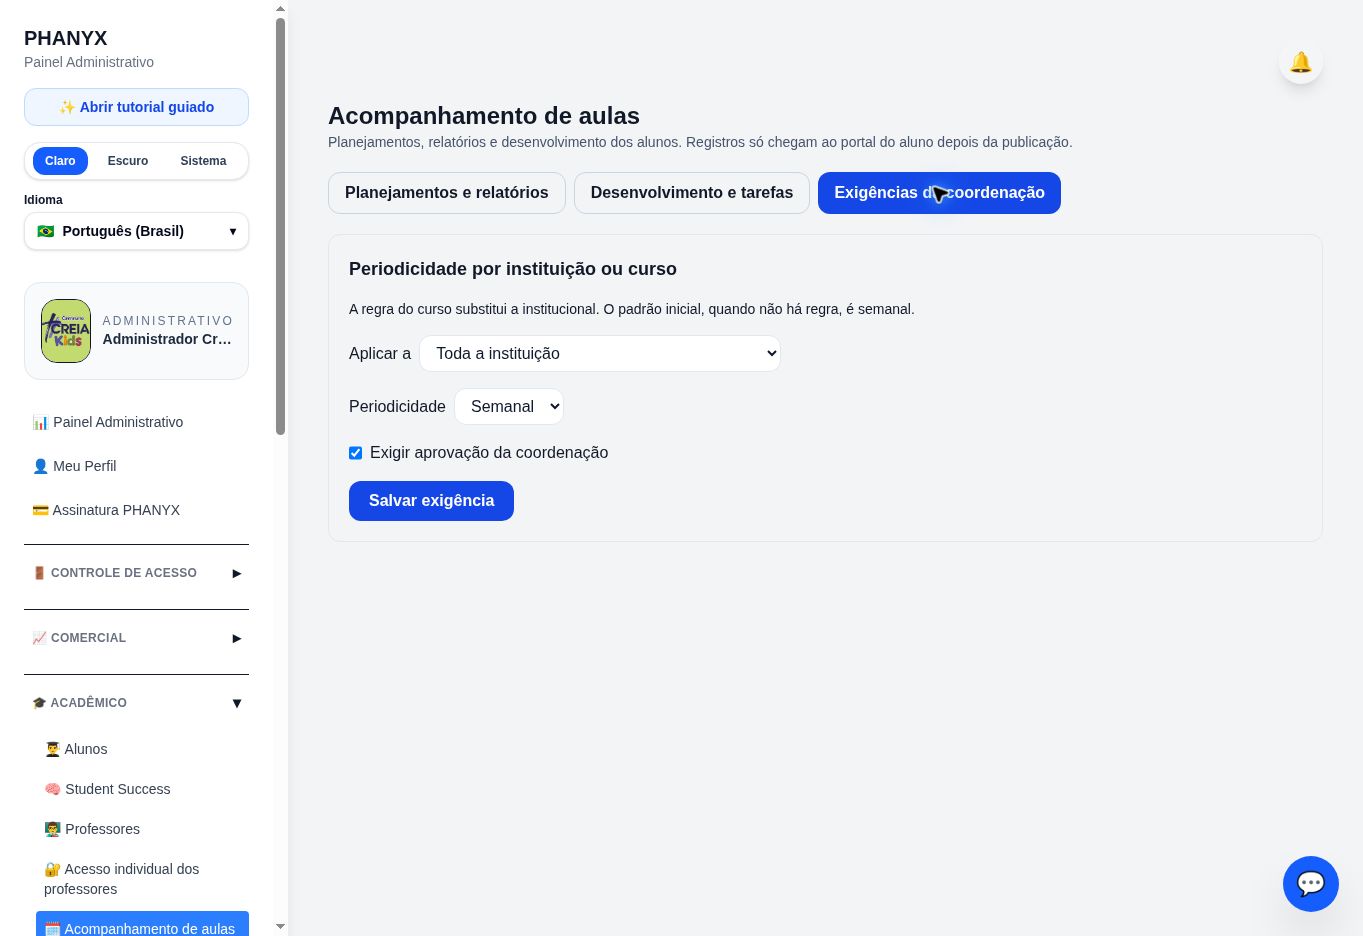 PHANYX
Painel Administrativo
✨ Abrir tutorial guiado
Claro Escuro Sistema
Idioma
🇧🇷 Português (Brasil) ▾
CREIA
Kids
ADMINISTRATIVO
Administrador Cr...
📊 Painel Administrativo
👤 Meu Perfil
💳 Assinatura PHANYX
🚪 CONTROLE DE ACESSO ▶
📈 COMERCIAL ▶
🎓 ACADÊMICO ▼
👨‍🎓 Alunos
🧠 Student Success
👨‍🏫 Professores
🔐 Acesso individual dos
professores
🗓️ Acompanhamento de aulas
🔔
Acompanhamento de aulas
Planejamentos, relatórios e desenvolvimento dos alunos. Registros só chegam ao portal do aluno depois da publicação.
Planejamentos e relatórios Desenvolvimento e tarefas Exigências coordenação
Periodicidade por instituição ou curso
A regra do curso substitui a institucional. O padrão inicial, quando não há regra, é semanal.
Aplicar a Toda a instituição
Periodicidade Semanal
Exigir aprovação da coordenação
Salvar exigência
💬